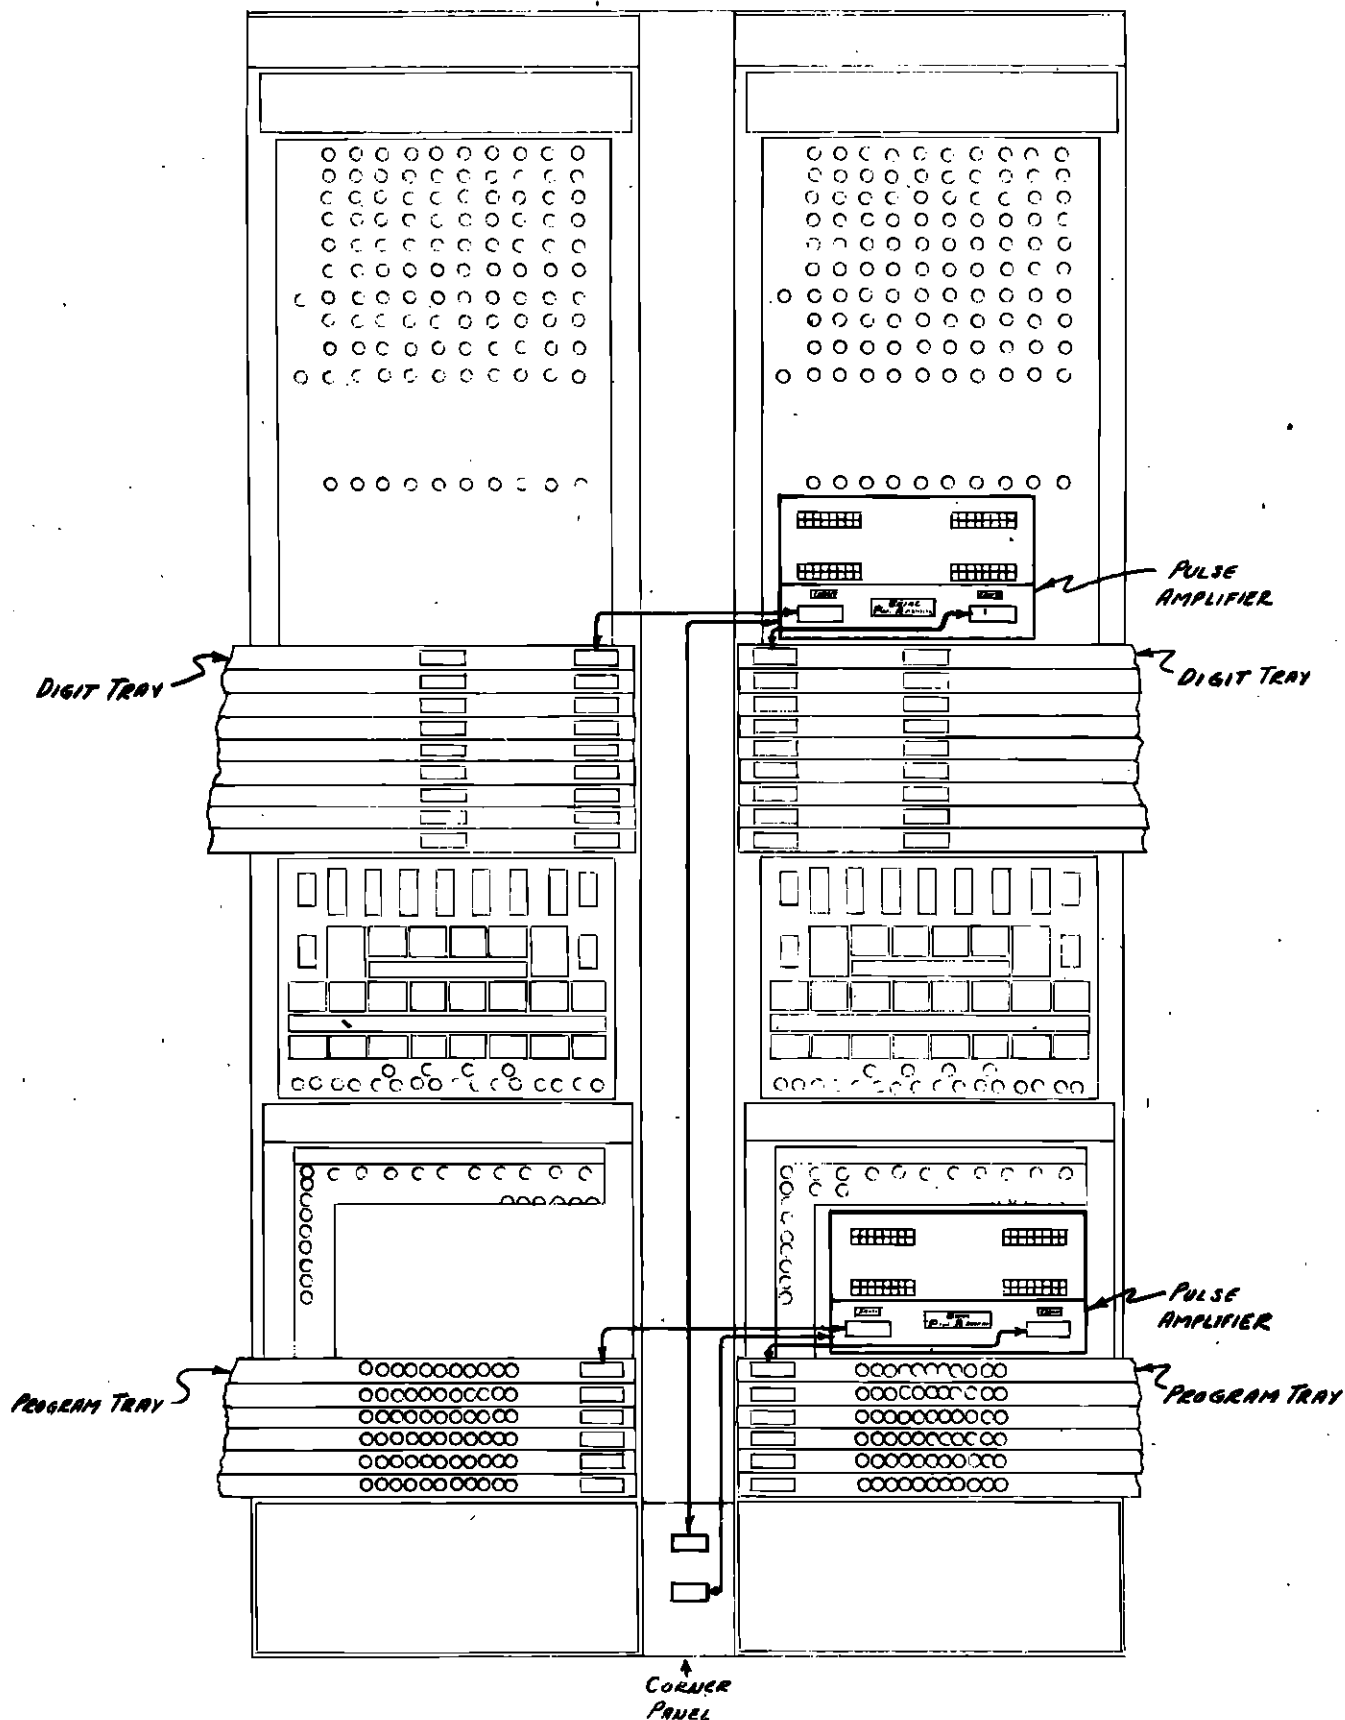 PULSE
AMPLIFIER
DIGIT TRAY
DIGIT TRAY
PULSE
AMPLIFIER
PROGRAM TRAY
PROGRAM TRAY
CORNER
PANEL